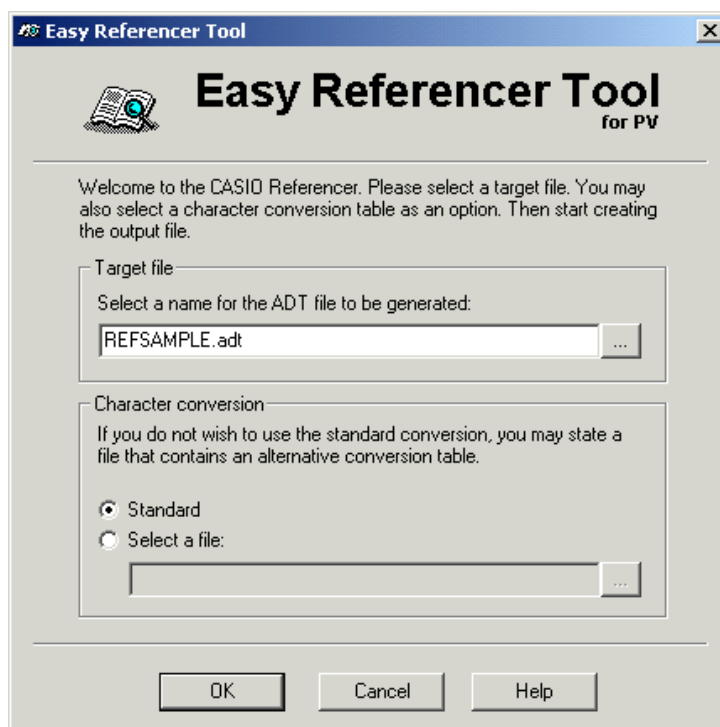 Easy Referencer Tool
Easy Referencer Tool
for PV
Welcome to the CASIO Referencer. Please select a target file. You may
also select a character conversion table as an option. Then start creating
the output file.
Target file
Select a name for the ADT file to be generated:
REFSAMPLE.adt
...
Character conversion
If you do not wish to use the standard conversion, you may state a
file that contains an alternative conversion table.
Standard
Select a file:
...
OK Cancel Help